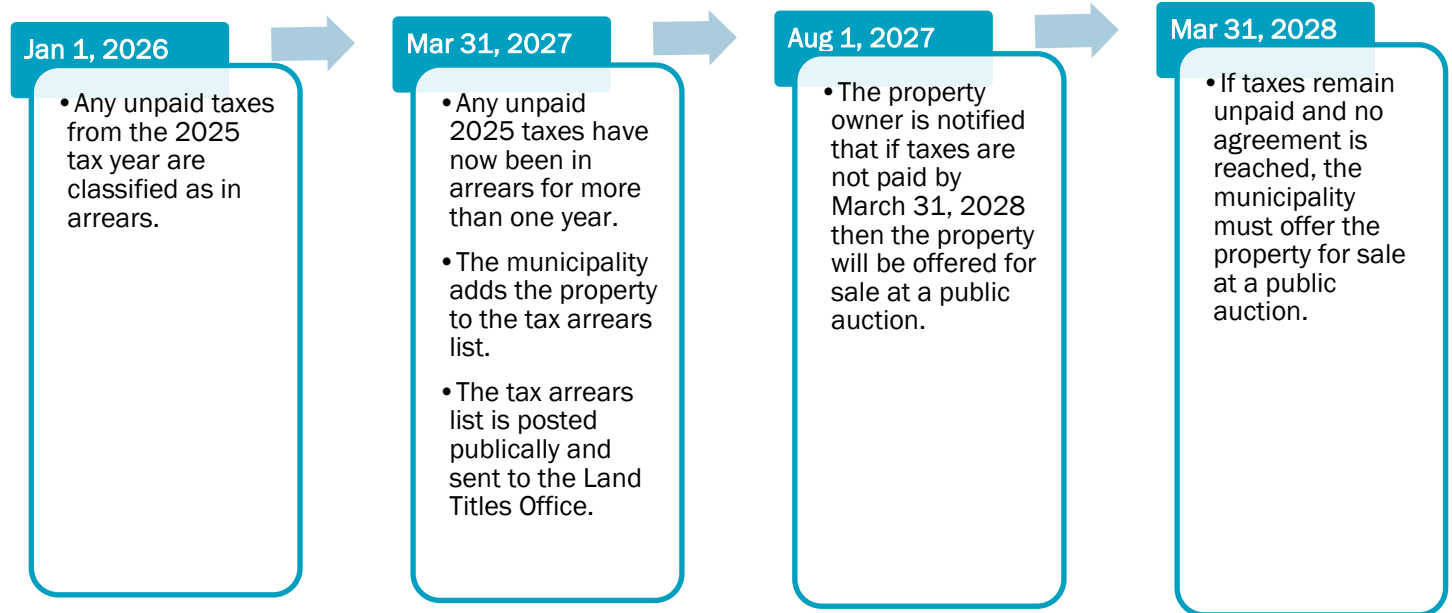 Jan 1, 2026
•Any unpaid taxes
from the 2025
tax year are
classified as in
arrears.
Mar 31, 2027
•Any unpaid
2025 taxes have
now been in
arrears for more
than one year.
•The municipality
adds the property
to the tax arrears
list.
•The tax arrears
list is posted
publically and
sent to the Land
Titles Office.
Aug 1, 2027
•The property
owner is notified
that if taxes are
not paid by
March 31, 2028
then the property
will be offered for
sale at a public
auction.
Mar 31, 2028
•If taxes remain
unpaid and no
agreement is
reached, the
municipality
must offer the
property for sale
at a public
auction.